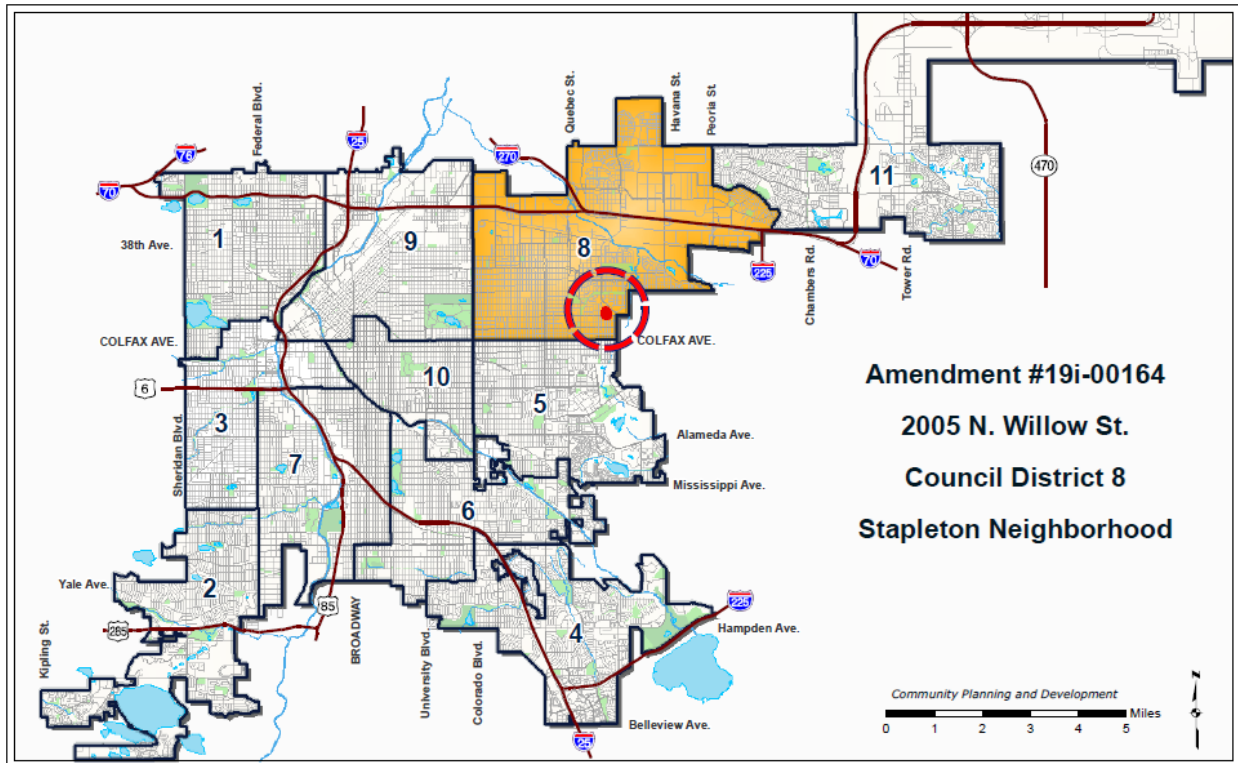 Federal Blvd.
Quebec St.
Havana St.
Peoria St.
76
25
270
70
470
11
1
9
8
38th Ave.
225
70
Chambers Rd.
Tower Rd.
COLFAX AVE.
COLFAX AVE.
6
10
5
3
Sheridan Blvd.
7
Alameda Ave.
Mississippi Ave.
6
Amendment #19i-00164
2005 N. Willow St.
Council District 8
Stapleton Neighborhood
Yale Ave.
2
85
BROADWAY
285
225
Hampden Ave.
4
Kipling St.
University Blvd.
Colorado Blvd.
Belleview Ave.
25
Community Planning and Development
Miles
0 1 2 3 4 5
N